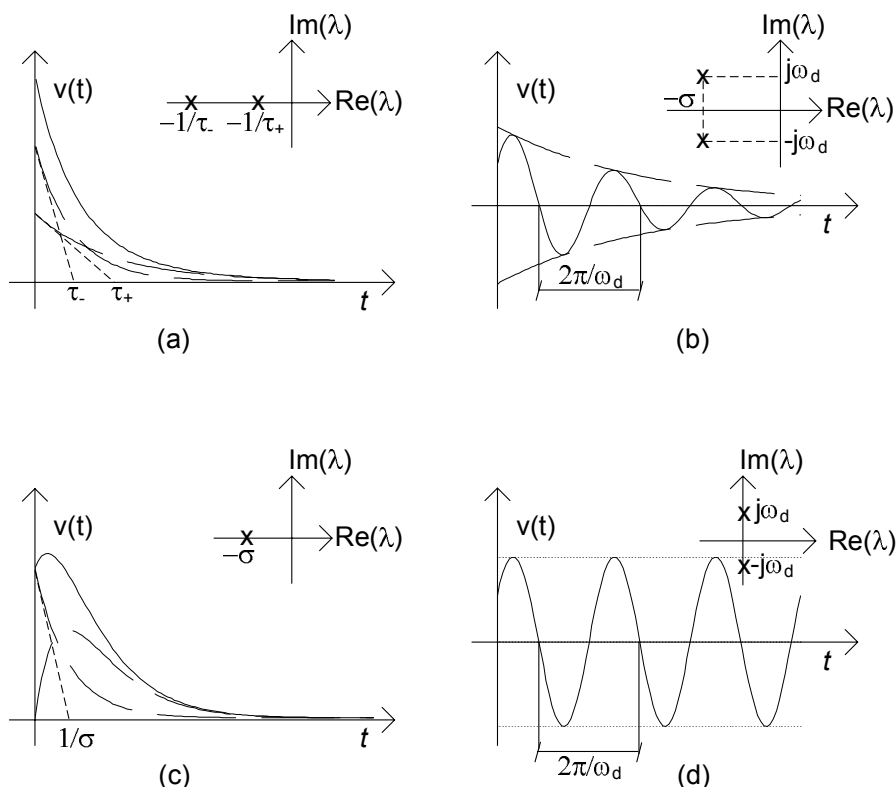 Im(λ)
v(t)
Re(λ)
−1/τ₋ −1/τ₊
τ₋ τ₊
t
(a)
Im(λ)
v(t)
jω_d
−σ
Re(λ)
-jω_d
t
2π/ω_d
(b)
Im(λ)
v(t)
Re(λ)
−σ
1/σ
t
(c)
Im(λ)
v(t)
jω_d
Re(λ)
-jω_d
t
2π/ω_d
(d)